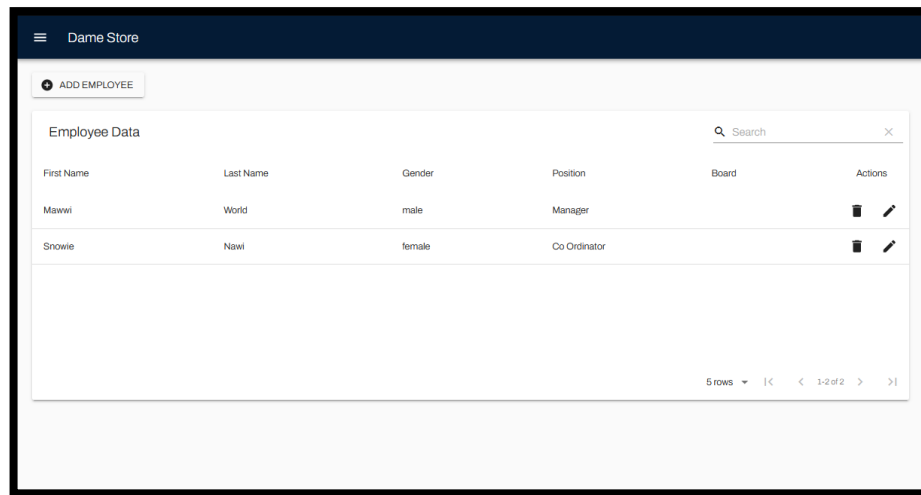 Dame Store
ADD EMPLOYEE
Employee Data
Search
First Name Last Name Gender Position Board Actions
Mawwi World male Manager
Snowie Nawi female Co Ordinator
5 rows 1-2 of 2